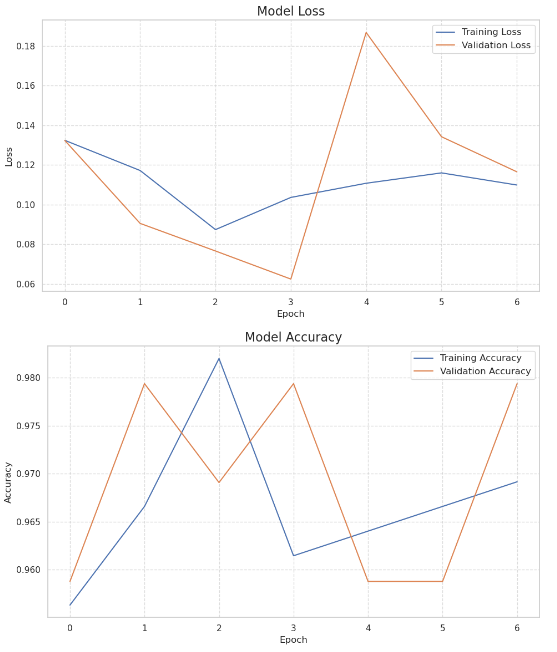 Model Loss
Training Loss
Validation Loss
0.18
0.16
0.14
0.12
0.10
0.08
0.06
Loss
0 1 2 3 4 5 6
Epoch
Model Accuracy
Training Accuracy
Validation Accuracy
0.980
0.975
0.970
0.965
0.960
Accuracy
0 1 2 3 4 5 6
Epoch